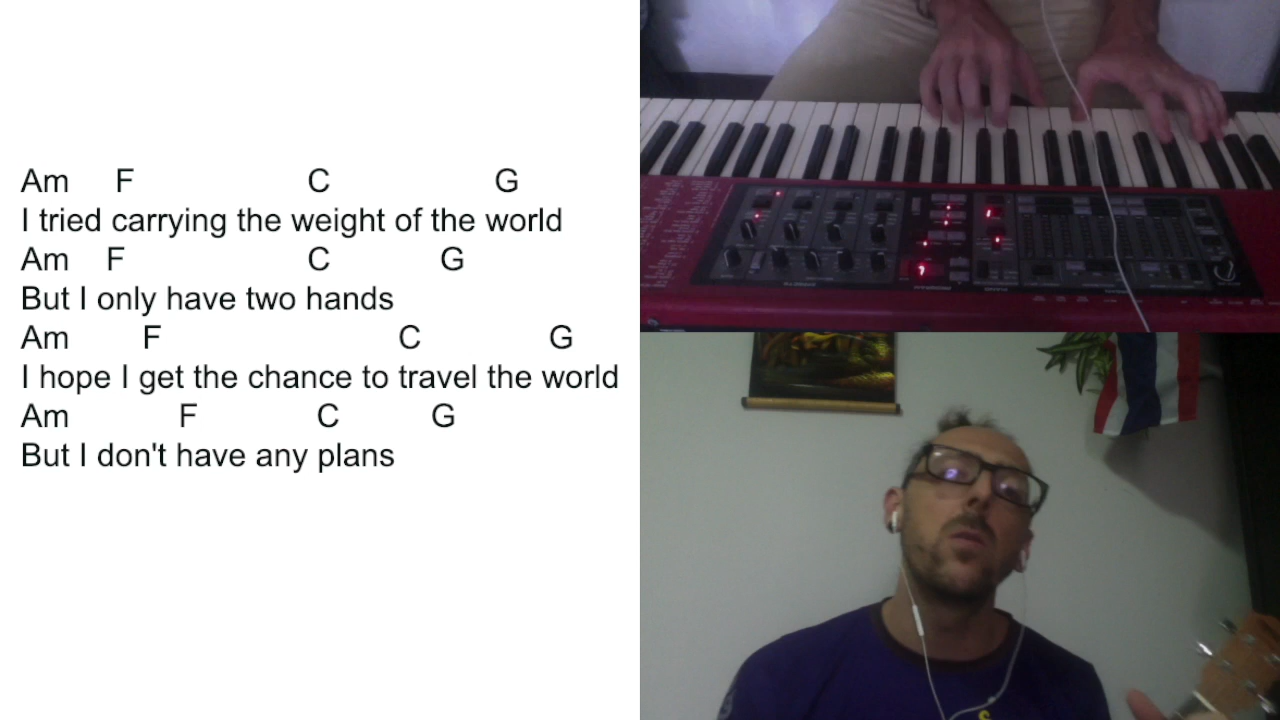 Am F C G
I tried carrying the weight of the world
Am F C G
But I only have two hands
Am F C G
I hope I get the chance to travel the world
Am F C G
But I don't have any plans